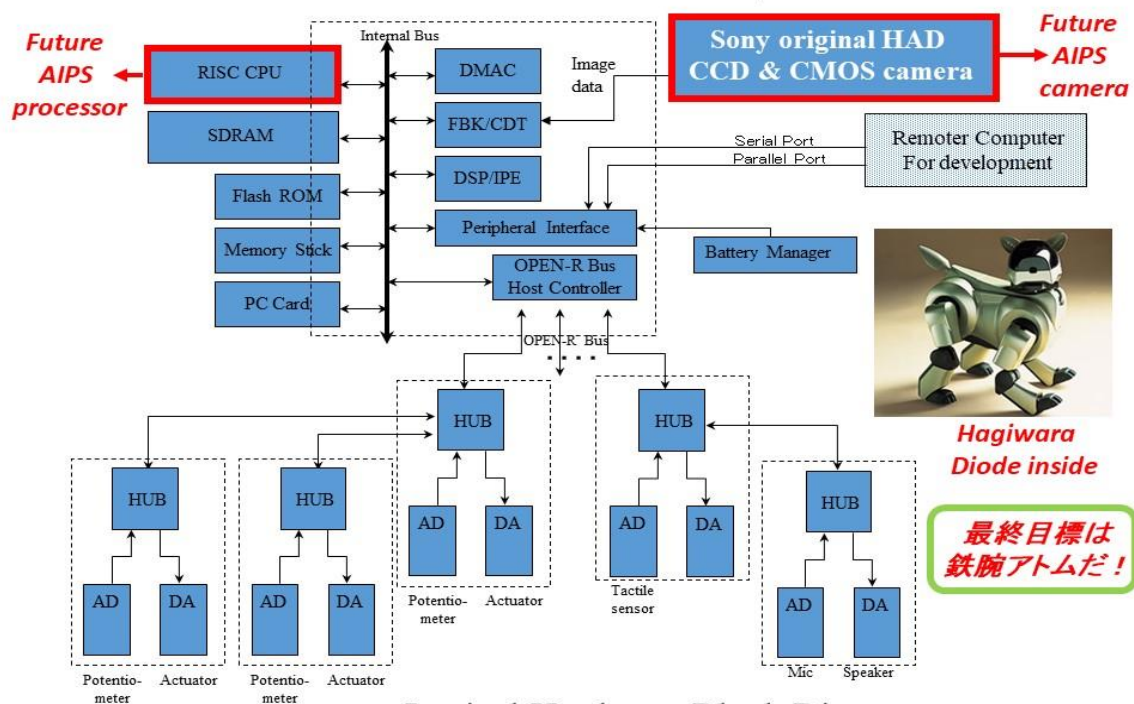 Future
AIPS
processor
Internal Bus
RISC CPU
DMAC
Image
data
Sony original HAD
CCD & CMOS camera
Future
AIPS
camera
SDRAM
FBK/CDT
Serial Port
Parallel Port
Remoter Computer
For development
Flash ROM
DSP/IPE
Memory Stick
Peripheral Interface
Battery Manager
PC Card
OPEN-R Bus
Host Controller
OPEN-R Bus
HUB
HUB
Hagiwara
Diode inside
HUB
HUB
HUB
AD
DA
AD
DA
最終目標は
鉄腕アトムだ！
AD
DA
AD
DA
AD
DA
Potentio-
meter
Actuator
Tactile
sensor
Potentio-
meter
Actuator
Potentio-
meter
Actuator
Mic
Speaker